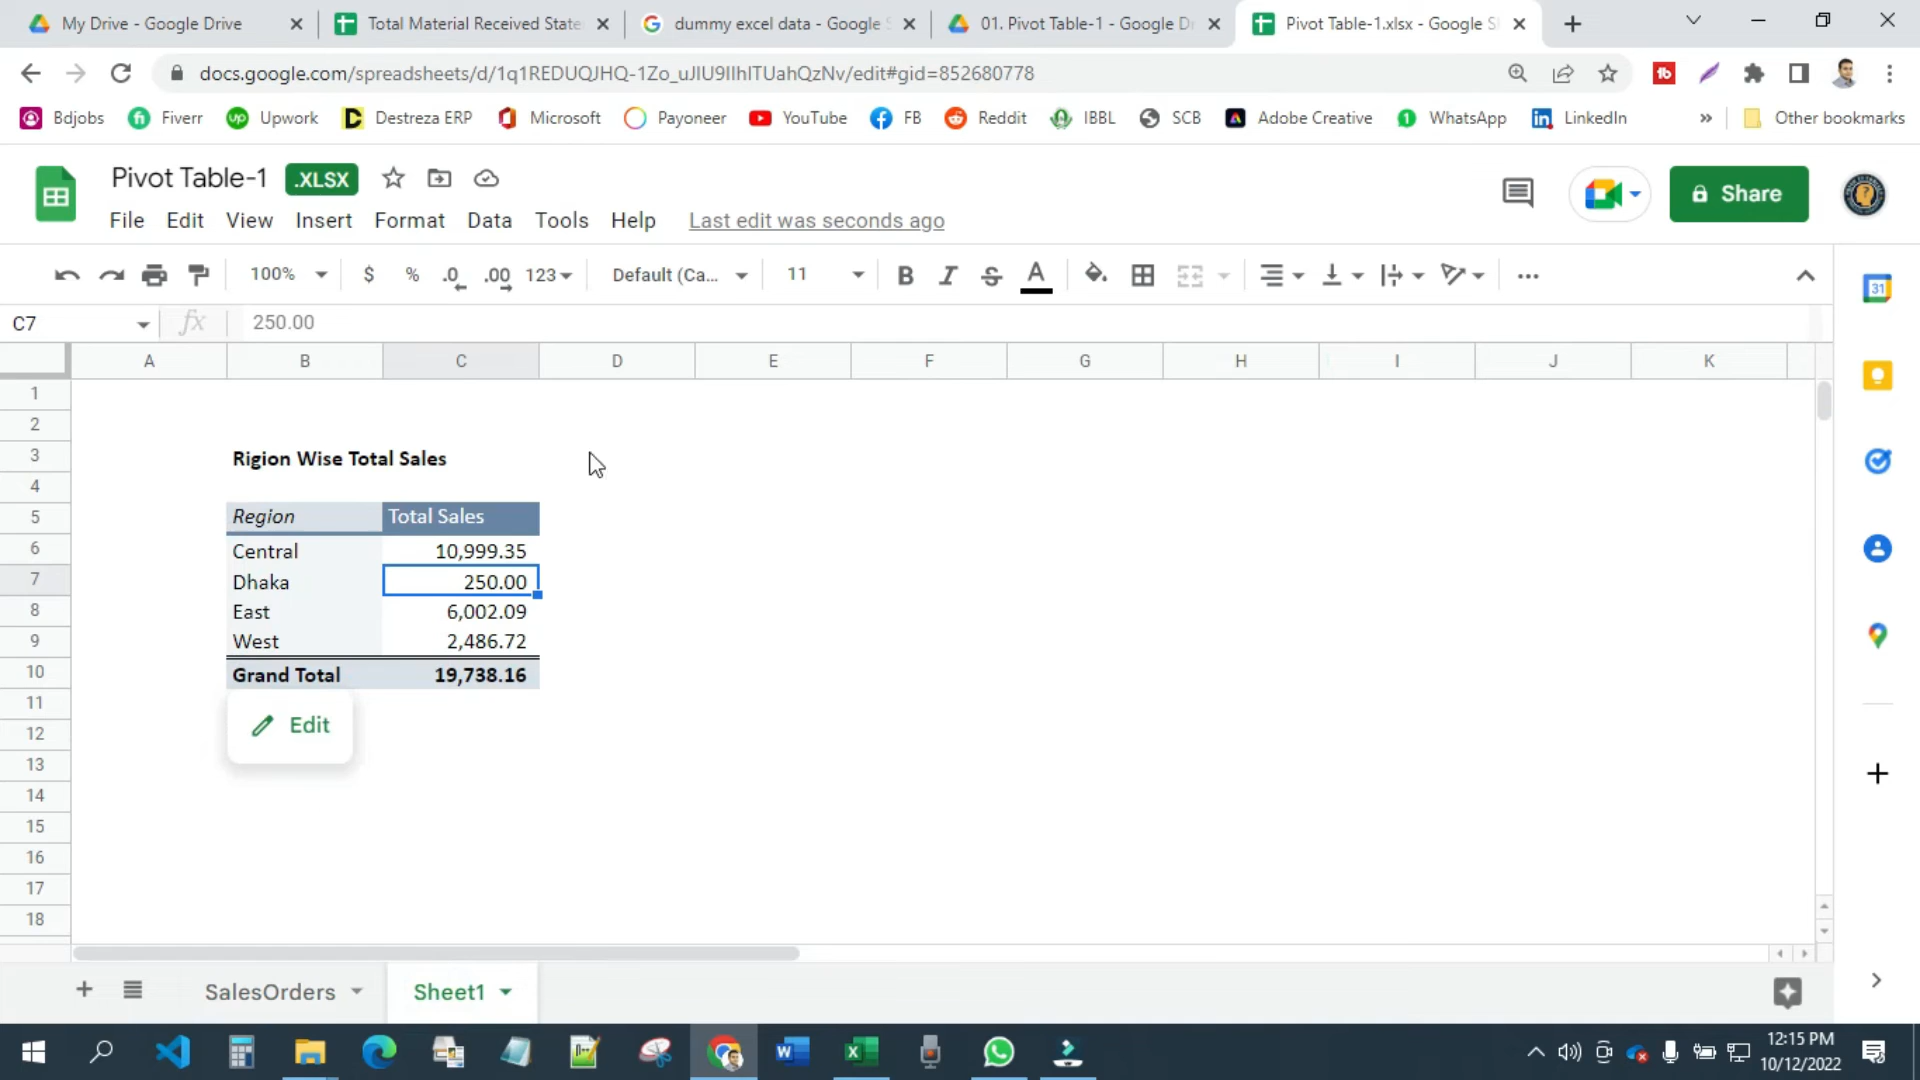 My Drive - Google Drive
Total Material Received State
dummy excel data - Google S
01. Pivot Table-1 - Google Dr
Pivot Table-1.xlsx - Google Sh
docs.google.com/spreadsheets/d/1q1REDUQJHQ-1Zo_uJIU9IIhITUahQzNv/edit#gid=852680778
Bdjobs
Fiverr
Upwork
Destreza ERP
Microsoft
Payoneer
YouTube
FB
Reddit
IBBL
SCB
Adobe Creative
WhatsApp
LinkedIn
»
Other bookmarks
Pivot Table-1 .XLSX
Share
File Edit View Insert Format Data Tools Help Last edit was seconds ago
100% $ % .0 .00 123 Default (Ca... 11 B I S A
31
C7 fx 250.00
A B C D E F G H I J K
1
2
3 Rigion Wise Total Sales
4
5 Region Total Sales
6 Central 10,999.35
7 Dhaka 250.00
8 East 6,002.09
9 West 2,486.72
10 Grand Total 19,738.16
11
12 Edit
13
14
15
16
17
18
SalesOrders Sheet1
12:15 PM
10/12/2022